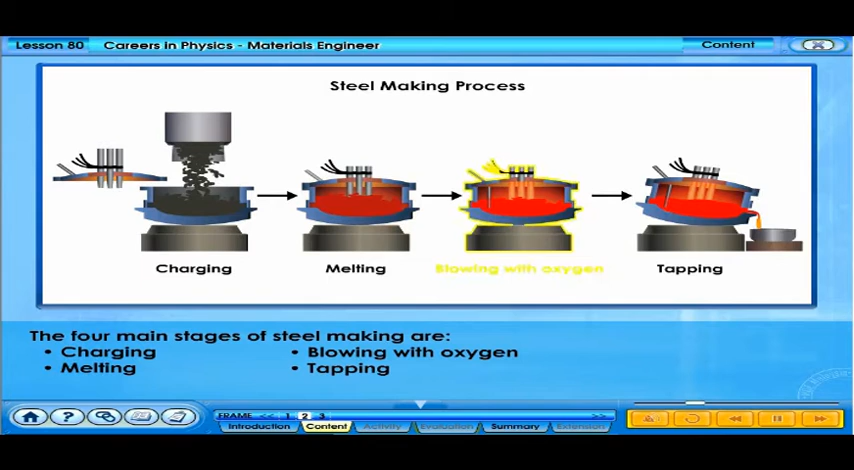 Lesson 80 Careers in Physics - Materials Engineer Content
Steel Making Process
Charging Melting Blowing with oxygen Tapping
The four main stages of steel making are:
• Charging • Blowing with oxygen
• Melting • Tapping
FRAME << 1 2 3 >>
Introduction Content Activity Evaluation Summary Extension